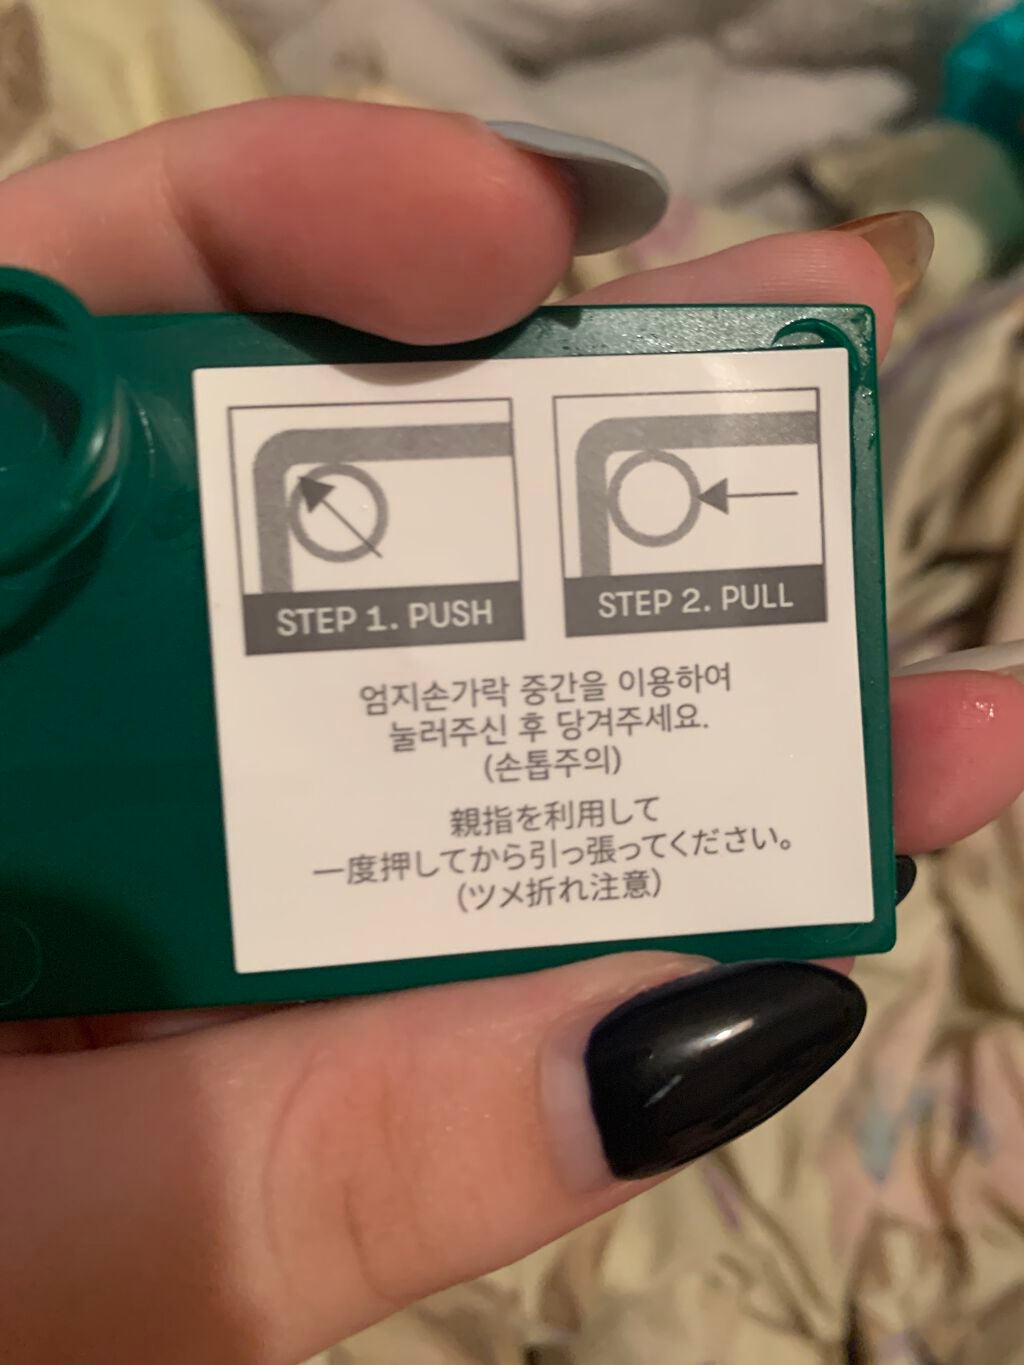 STEP 1. PUSH
STEP 2. PULL
엄지손가락 중간을 이용하여
눌러주신 후 당겨주세요.
(손톱주의)
親指を利用して
一度押してから引っ張ってください。
(ツメ折れ注意)